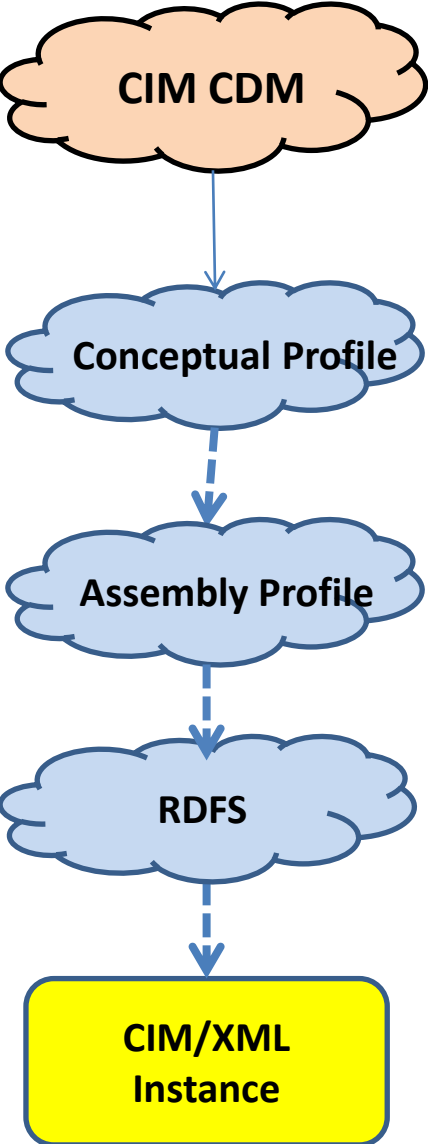 CIM CDM
Conceptual Profile
Assembly Profile
RDFS
CIM/XML
Instance